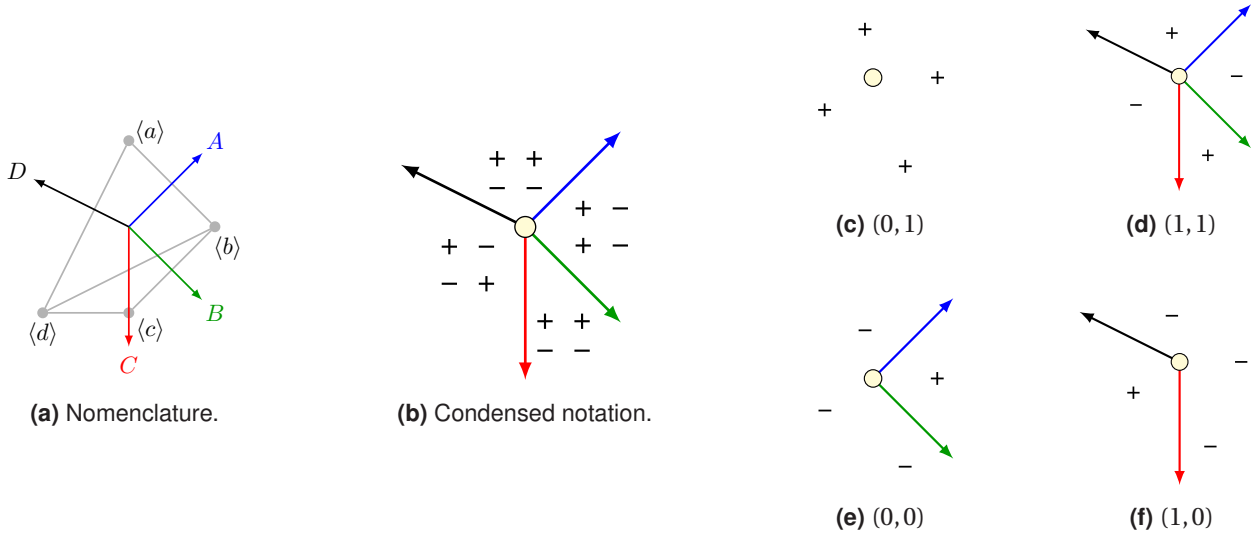 ⟨a⟩
A
D
⟨b⟩
B
⟨d⟩
⟨c⟩
C
(a) Nomenclature.
+ +
− −
+ −
+ −
+ −
− +
+ +
− −
(b) Condensed notation.
+
+
+
+
(c) (0, 1)
+
−
−
+
(d) (1, 1)
−
+
−
−
(e) (0, 0)
−
−
+
−
(f) (1, 0)